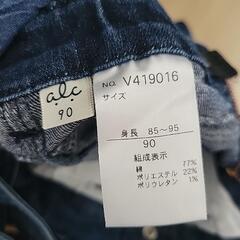 a.l.c
90
NO. V419016
サイズ
身長 85～95
90
組成表示
綿 77%
ポリエステル 22%
ポリウレタン 1%